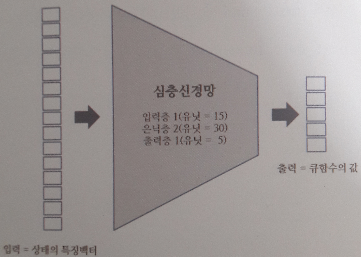 심층신경망
입력층 1(유닛 = 15)
은닉층 2(유닛 = 30)
출력층 1(유닛 = 5)
출력 = 큐함수의 값
입력 = 상태의 특징벡터